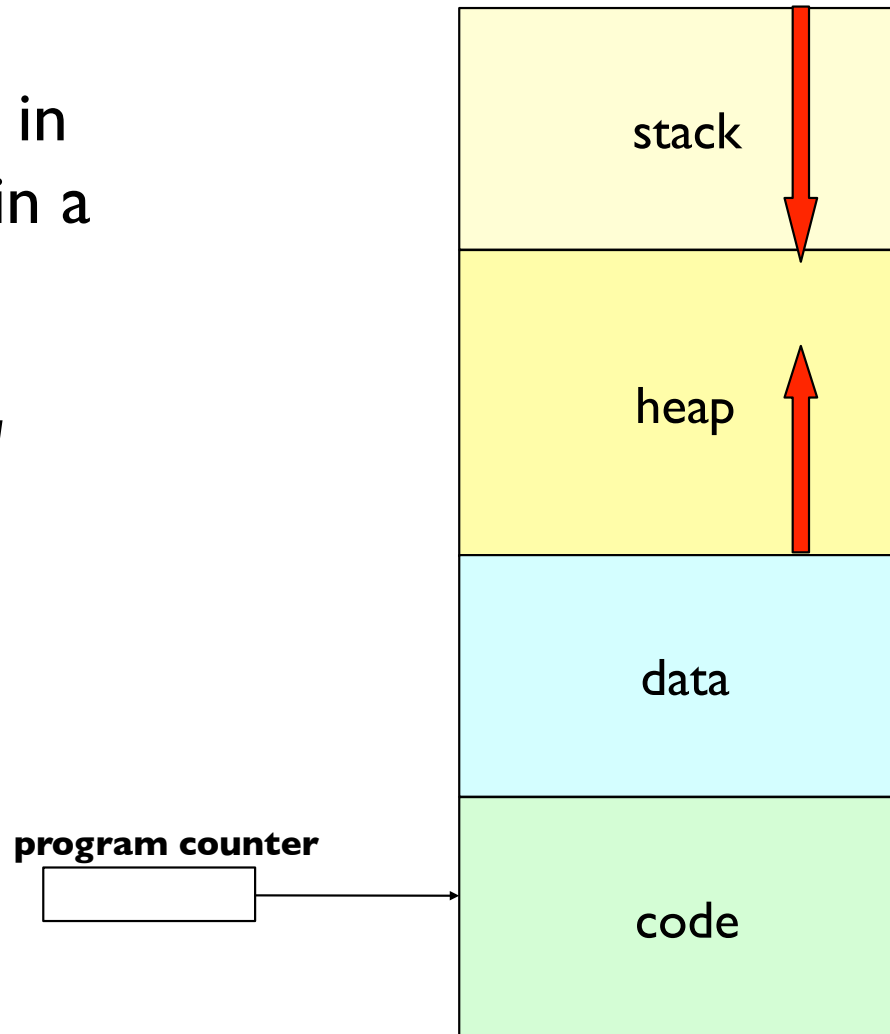 in
in a
stack
heap
data
program counter
code